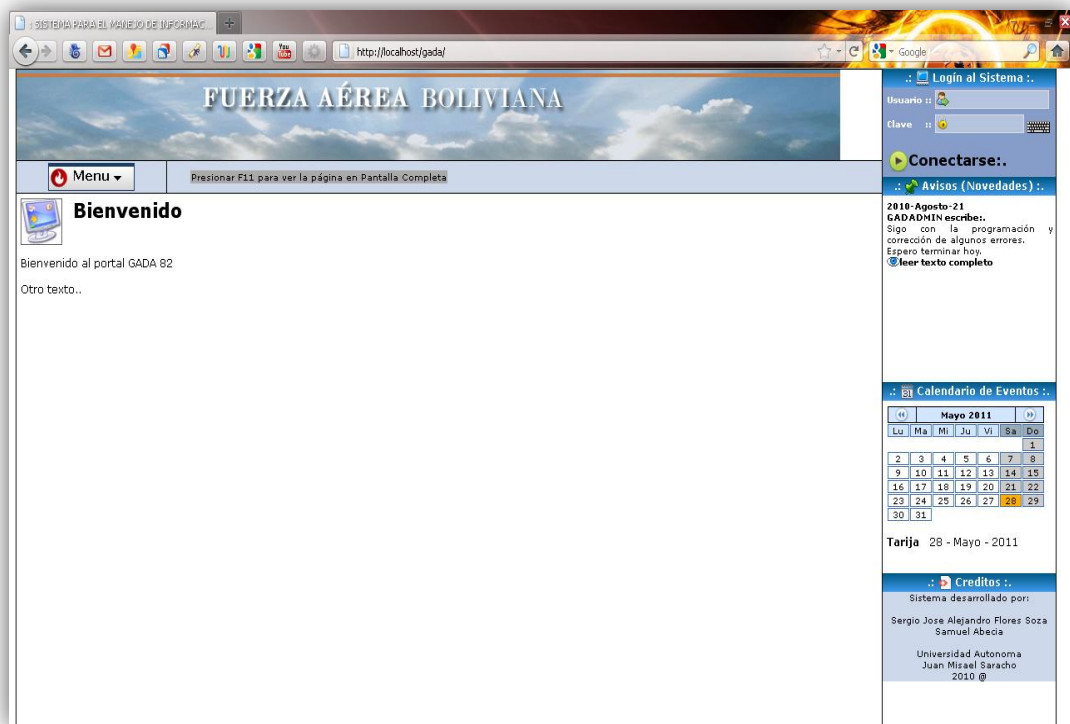 : SISTEMA PARA EL MANEJO DE INFORMAC...
You Tube
http://localhost/gada/
Google
FUERZA AÉREA BOLIVIANA
Menu
Presionar F11 para ver la página en Pantalla Completa
Bienvenido
Bienvenido al portal GADA 82
Otro texto..
.: Login al Sistema :.
Usuario ::
Clave ::
Conectarse:.
.: Avisos (Novedades) :.
2010-Agosto-21
GADADMIN escribe:.
Sigo con la programación y
corrección de algunos errores.
Espero terminar hoy.
leer texto completo
.: Calendario de Eventos :.
Mayo 2011
Lu Ma Mi Ju Vi Sa Do
1
2 3 4 5 6 7 8
9 10 11 12 13 14 15
16 17 18 19 20 21 22
23 24 25 26 27 28 29
30 31
Tarija 28 - Mayo - 2011
.: Creditos :.
Sistema desarrollado por:
Sergio Jose Alejandro Flores Soza
Samuel Abecia
Universidad Autonoma
Juan Misael Saracho
2010 @